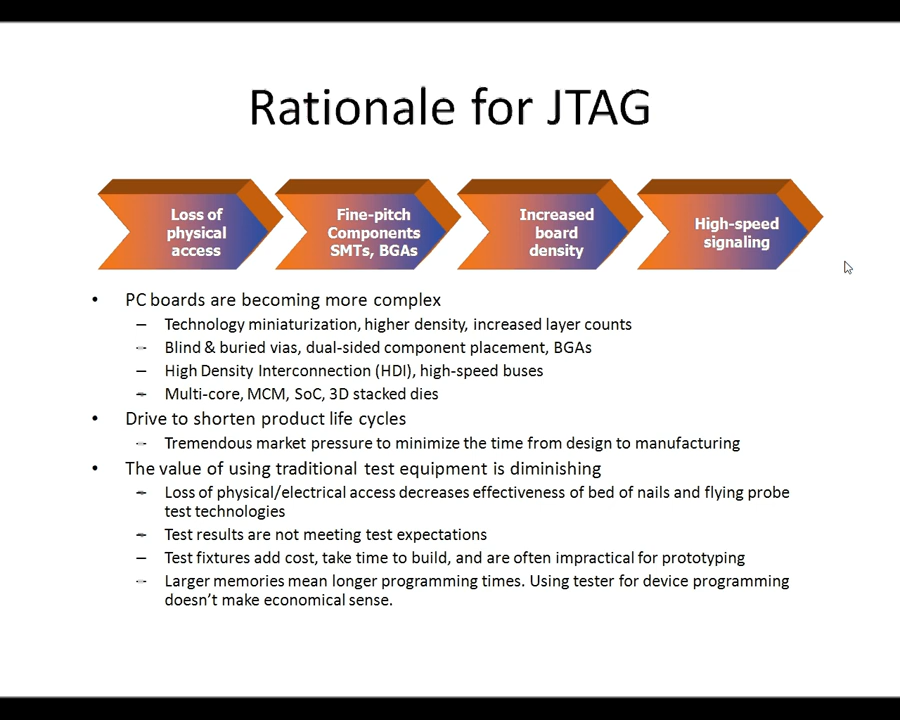 Rationale for JTAG
Loss of
physical
access
Fine-pitch
Components
SMTs, BGAs
Increased
board
density
High-speed
signaling
• PC boards are becoming more complex
– Technology miniaturization, higher density, increased layer counts
– Blind & buried vias, dual-sided component placement, BGAs
– High Density Interconnection (HDI), high-speed buses
– Multi-core, MCM, SoC, 3D stacked dies
• Drive to shorten product life cycles
– Tremendous market pressure to minimize the time from design to manufacturing
• The value of using traditional test equipment is diminishing
– Loss of physical/electrical access decreases effectiveness of bed of nails and flying probe
test technologies
– Test results are not meeting test expectations
– Test fixtures add cost, take time to build, and are often impractical for prototyping
– Larger memories mean longer programming times. Using tester for device programming
doesn't make economical sense.